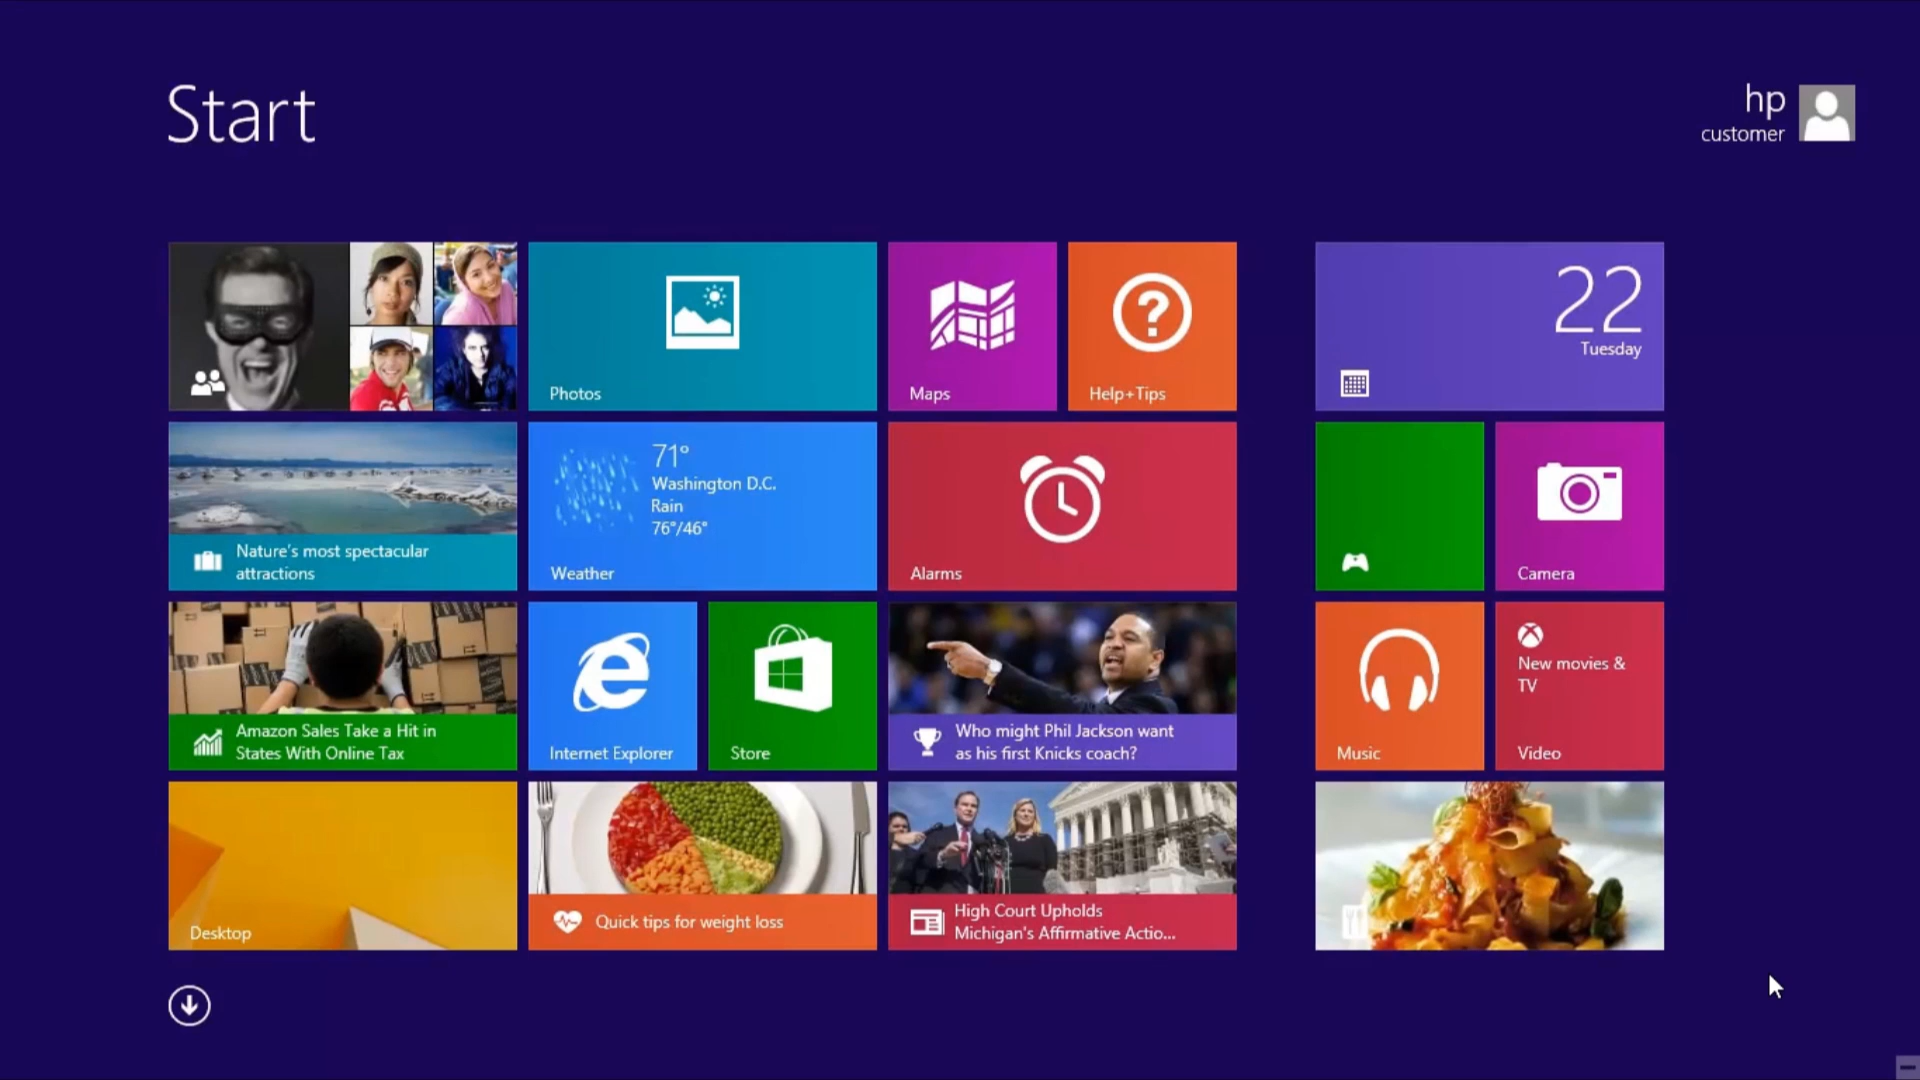 Start
hp
customer
Photos
Maps
Help+Tips
22
Tuesday
Nature's most spectacular
attractions
71°
Washington D.C.
Rain
76°/46°
Weather
Alarms
Camera
Amazon Sales Take a Hit in
States With Online Tax
Internet Explorer
Store
Who might Phil Jackson want
as his first Knicks coach?
Music
New movies &
TV
Video
Desktop
Quick tips for weight loss
High Court Upholds
Michigan's Affirmative Actio...